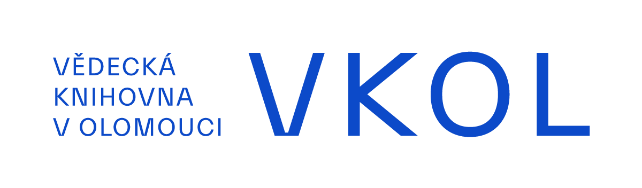 VĚDECKÁ
KNIHOVNA
V OLOMOUCI
VKOL